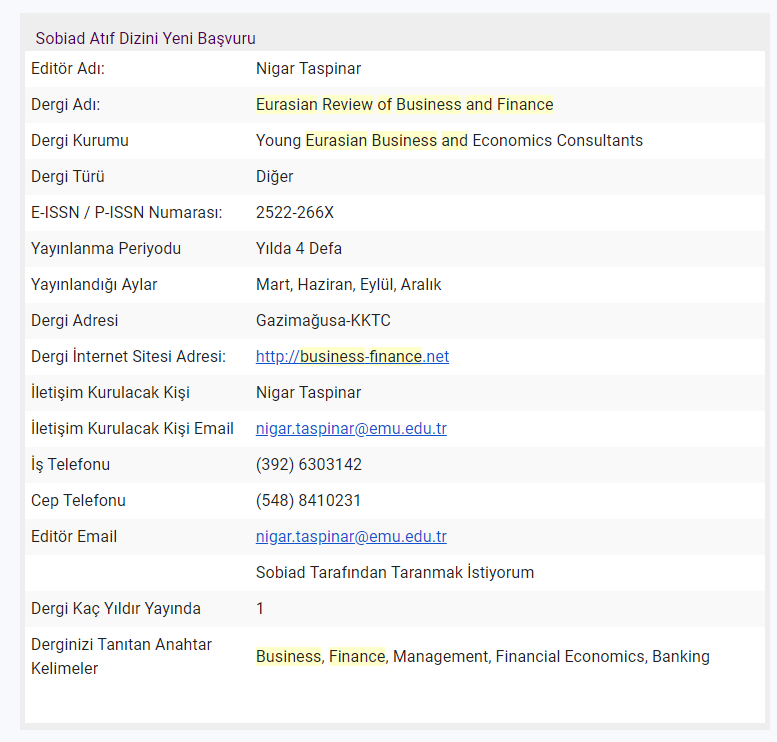 Sobiad Atıf Dizini Yeni Başvuru
Editör Adı: Nigar Taspinar
Dergi Adı: Eurasian Review of Business and Finance
Dergi Kurumu Young Eurasian Business and Economics Consultants
Dergi Türü Diğer
E-ISSN / P-ISSN Numarası: 2522-266X
Yayınlanma Periyodu Yılda 4 Defa
Yayınlandığı Aylar Mart, Haziran, Eylül, Aralık
Dergi Adresi Gazimağusa-KKTC
Dergi İnternet Sitesi Adresi: http://business-finance.net
İletişim Kurulacak Kişi Nigar Taspinar
İletişim Kurulacak Kişi Email nigar.taspinar@emu.edu.tr
İş Telefonu (392) 6303142
Cep Telefonu (548) 8410231
Editör Email nigar.taspinar@emu.edu.tr
Sobiad Tarafından Taranmak İstiyorum
Dergi Kaç Yıldır Yayında 1
Derginizi Tanıtan Anahtar
Kelimeler
Business, Finance, Management, Financial Economics, Banking